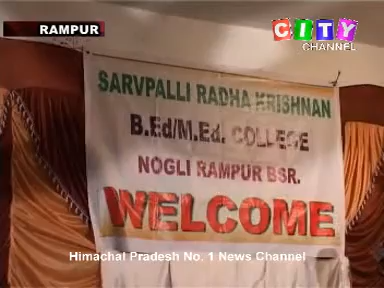 RAMPUR
CITY
CHANNEL
SARVPALLI RADHA KRISHNAN
B.Ed/M.Ed. COLLEGE
NOGLI RAMPUR BSR.
WELCOME
Himachal Pradesh No. 1 News Channel